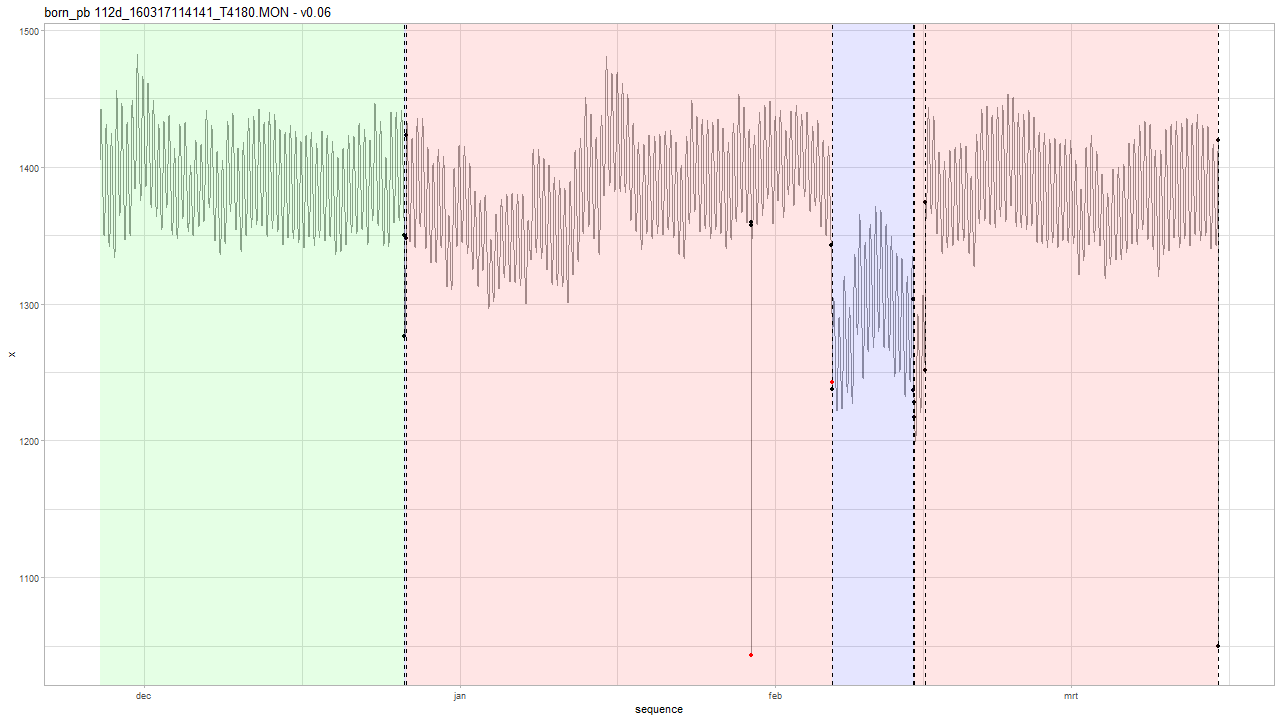 born_pb 112d_160317114141_T4180.MON - v0.06
1500
1400
1300
1200
1100
x
dec
jan
feb
mrt
sequence